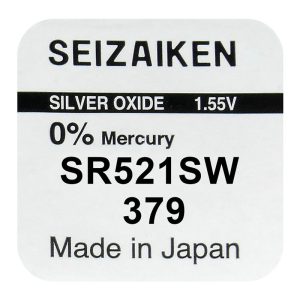 SEIZAIKEN
SILVER OXIDE 1.55V
0% Mercury
SR521SW
379
Made in Japan